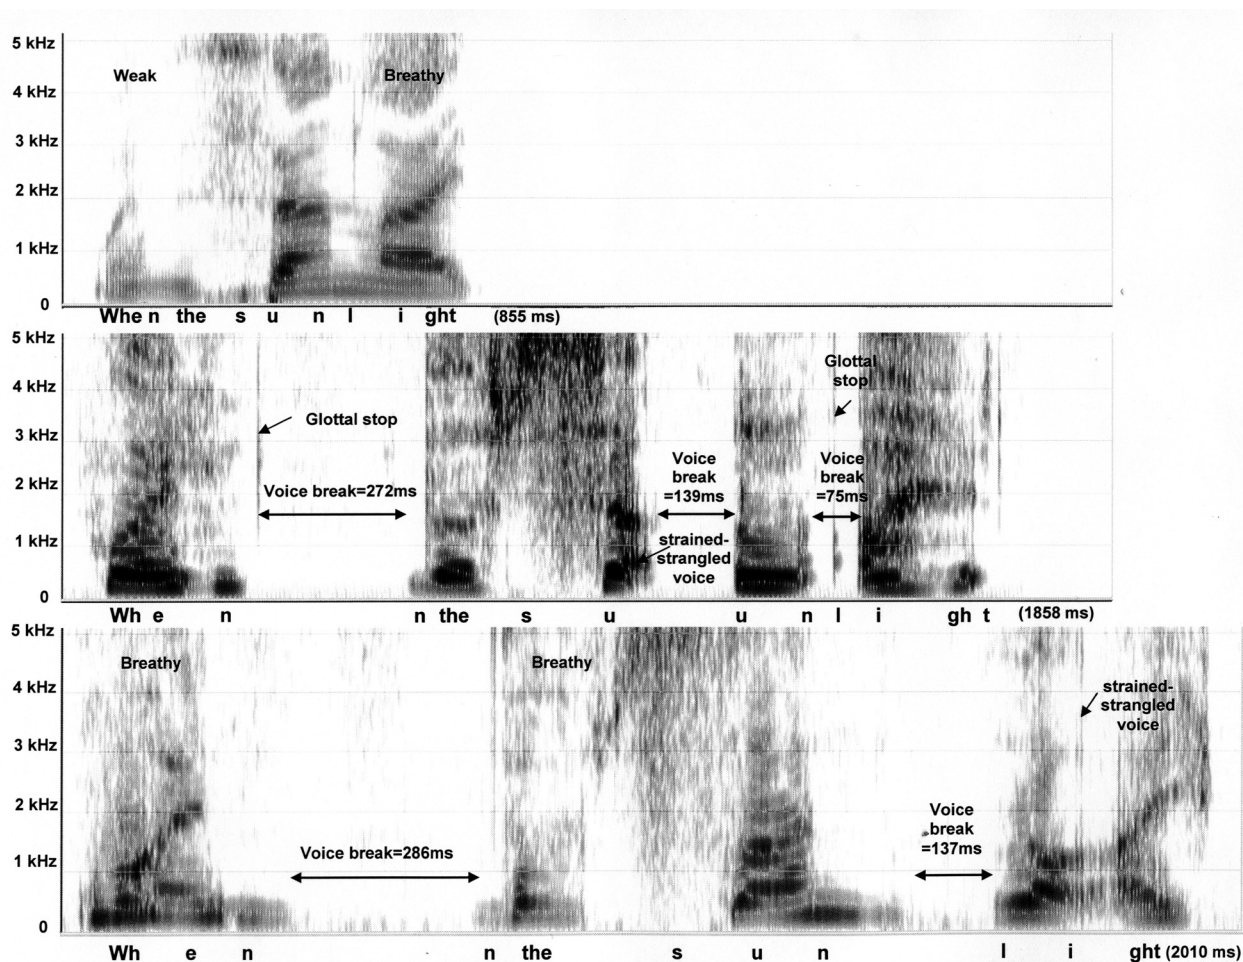 5 kHz
Weak
Breathy
4 kHz
3 kHz
2 kHz
1 kHz
0
Whe n the s u n l i ght (855 ms)
5 kHz
Glottal stop
4 kHz
Glottal stop
3 kHz
Voice break =139ms
Voice break =75ms
2 kHz
Voice break=272ms
1 kHz
strained-strangled voice
0
Wh e n n the s u u n l i gh t (1858 ms)
5 kHz
Breathy
Breathy
4 kHz
strained-strangled voice
3 kHz
2 kHz
Voice break =137ms
1 kHz
Voice break=286ms
0
Wh e n n the s u n l i ght (2010 ms)